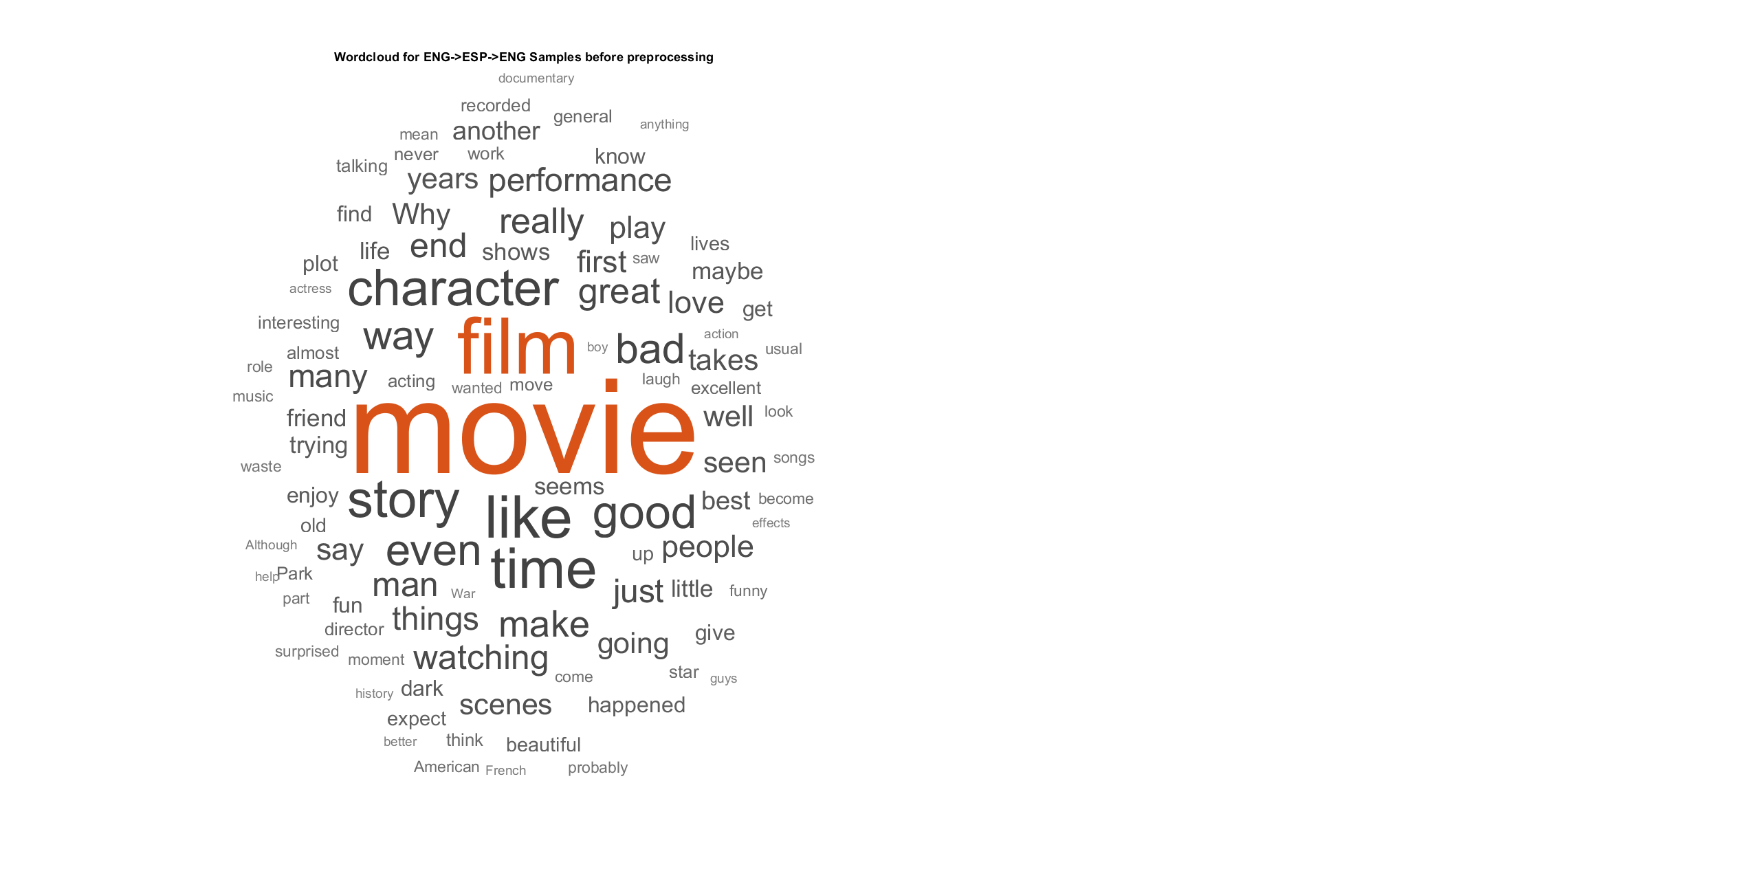 Wordcloud for ENG->ESP->ENG Samples before preprocessing
documentary
recorded
general
anything
mean
another
never
work
know
talking
years
performance
find
Why
really
play
lives
life
end
shows
first
saw
maybe
plot
actress
character
great
love
get
interesting
way
film
boy
bad
action
usual
almost
takes
role
many
acting
wanted
move
laugh
excellent
music
friend
movie
well
look
trying
waste
seen
songs
seems
enjoy
story
like
good
best
become
old
effects
Although
say
even
time
up
people
help
Park
man
War
just
little
funny
part
fun
things
make
director
going
give
surprised
moment
watching
come
star
guys
history
dark
scenes
happened
expect
better
think
beautiful
American
French
probably